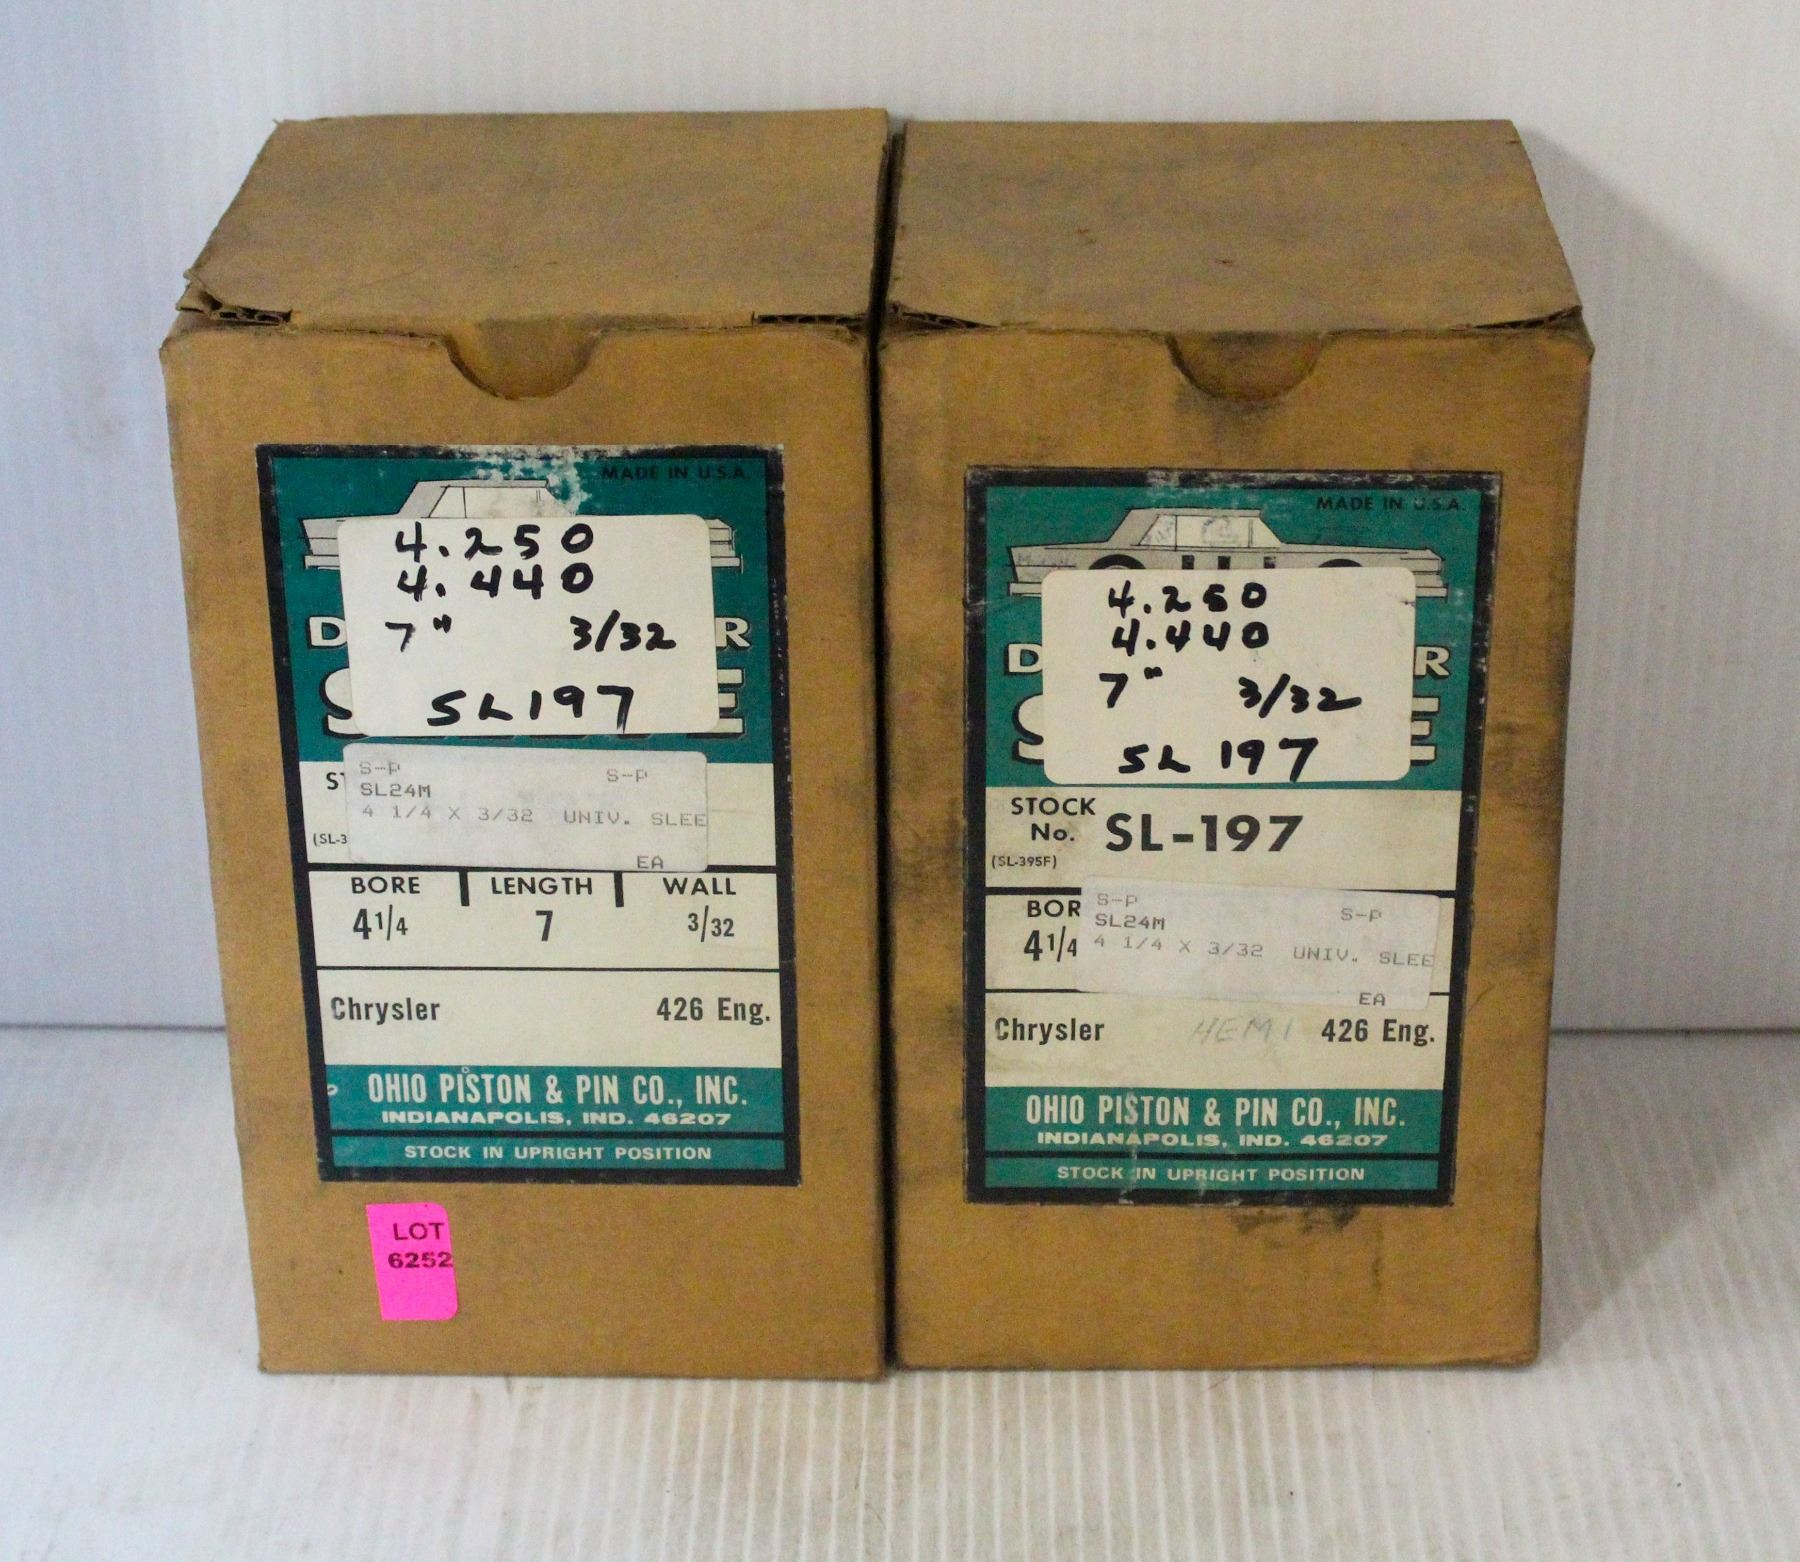 MADE IN U.S.A.
4.250
4.440
7" 3/32
SL197
S-P S-P
SL24M
4 1/4 X 3/32 UNIV. SLEE
EA
(SL-3
BORE LENGTH WALL
4 1/4 7 3/32
Chrysler 426 Eng.
OHIO PISTON & PIN CO., INC.
INDIANAPOLIS, IND. 46207
STOCK IN UPRIGHT POSITION
LOT
6252
MADE IN U.S.A.
4.250
4.440
7" 3/32
SL 197
STOCK
No. SL-197
(SL-395F)
BOR
4 1/4
S-P S-P
SL24M
4 1/4 X 3/32 UNIV. SLEE
EA
Chrysler HEMI 426 Eng.
OHIO PISTON & PIN CO., INC.
INDIANAPOLIS, IND. 46207
STOCK IN UPRIGHT POSITION